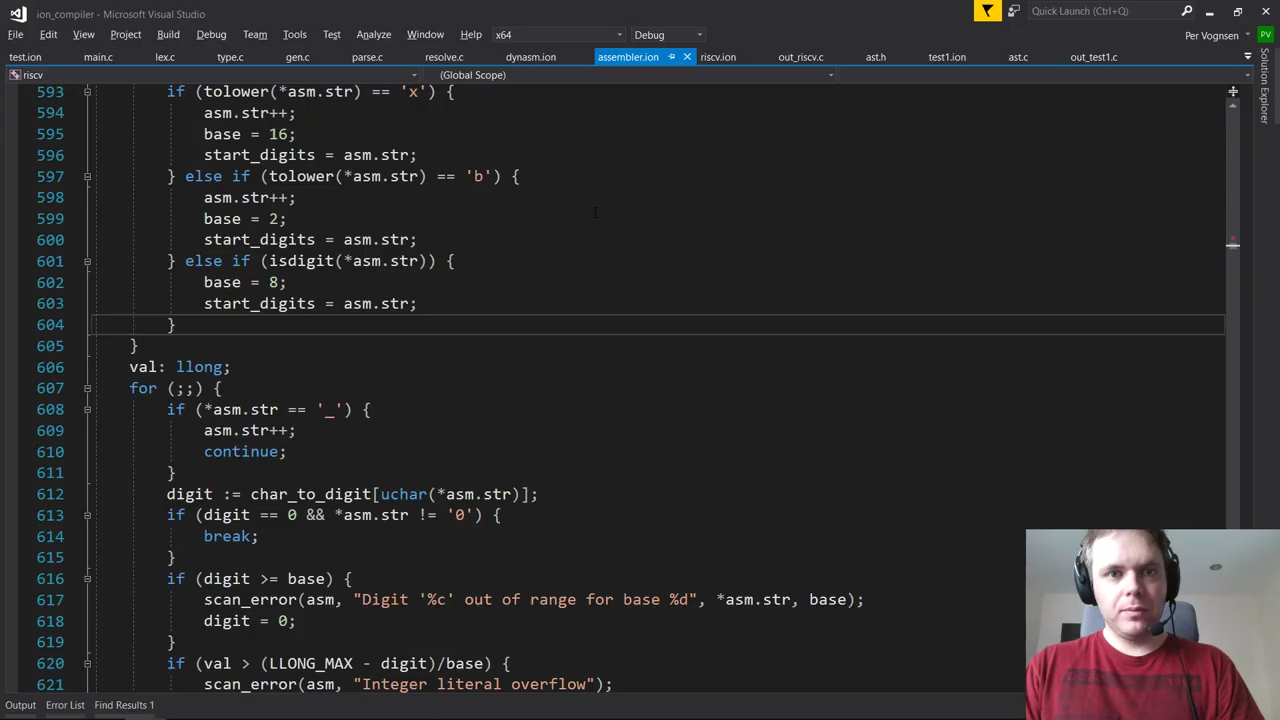 ion_compiler - Microsoft Visual Studio
Quick Launch (Ctrl+Q)
File Edit View Project Build Debug Team Tools Test Analyze Window Help x64 Debug Per Vognsen PV
test.ion main.c lex.c type.c gen.c parse.c resolve.c dynasm.ion assembler.ion riscv.ion out_riscv.c ast.h test1.ion ast.c out_test1.c
riscv (Global Scope)
Solution Explorer
593 if (tolower(*asm.str) == 'x') {
594 asm.str++;
595 base = 16;
596 start_digits = asm.str;
597 } else if (tolower(*asm.str) == 'b') {
598 asm.str++;
599 base = 2;
600 start_digits = asm.str;
601 } else if (isdigit(*asm.str)) {
602 base = 8;
603 start_digits = asm.str;
604 }
605 }
606 val: llong;
607 for (;;) {
608 if (*asm.str == '_') {
609 asm.str++;
610 continue;
611 }
612 digit := char_to_digit[uchar(*asm.str)];
613 if (digit == 0 && *asm.str != '0') {
614 break;
615 }
616 if (digit >= base) {
617 scan_error(asm, "Digit '%c' out of range for base %d", *asm.str, base);
618 digit = 0;
619 }
620 if (val > (LLONG_MAX - digit)/base) {
621 scan_error(asm, "Integer literal overflow");
Output Error List Find Results 1